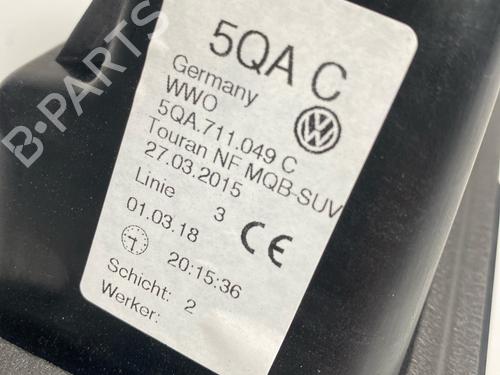 5QA C
Germany
WWO
5QA.711.049 C
Touran NF MQB-SUV
27.03.2015
Linie 3
01.03.18
20:15:36
CE
Schicht: 2
Werker:
B-PARTS